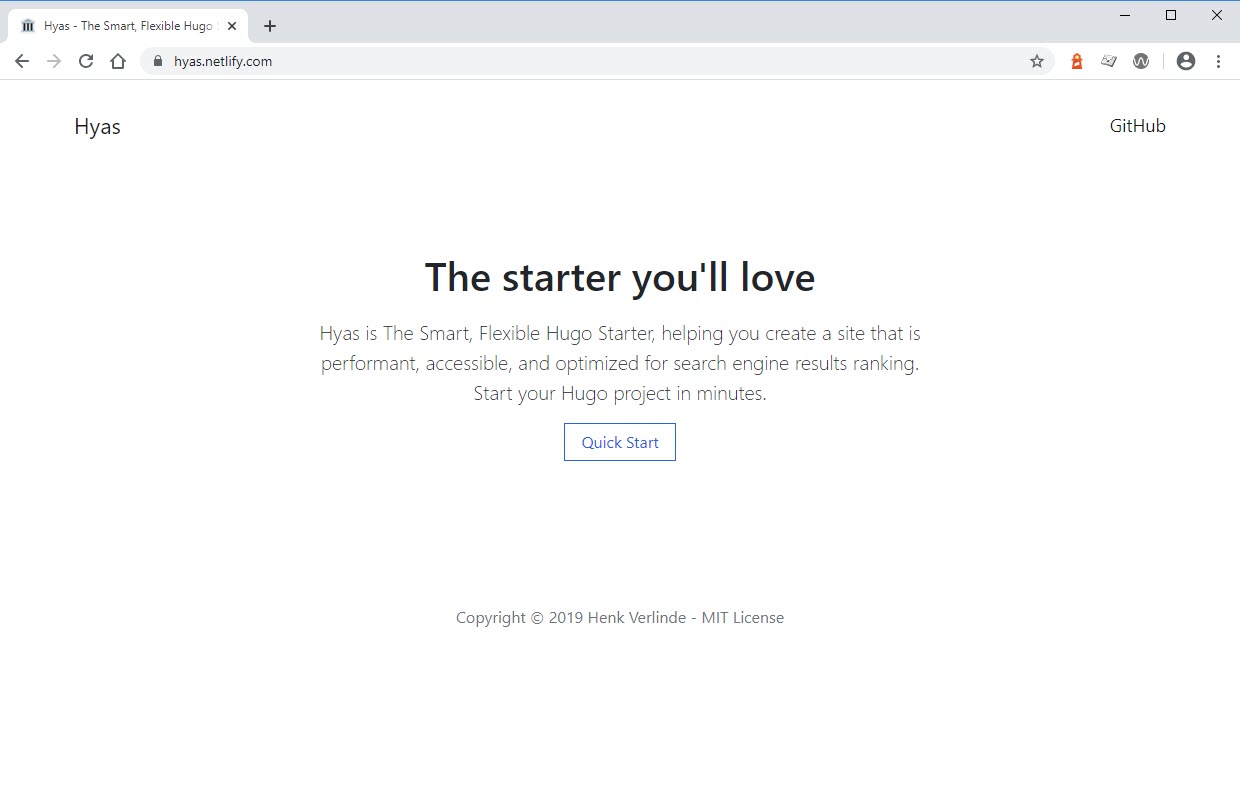 Hyas - The Smart, Flexible Hugo
hyas.netlify.com
Hyas
GitHub
The starter you'll love
Hyas is The Smart, Flexible Hugo Starter, helping you create a site that is
performant, accessible, and optimized for search engine results ranking.
Start your Hugo project in minutes.
Quick Start
Copyright © 2019 Henk Verlinde - MIT License